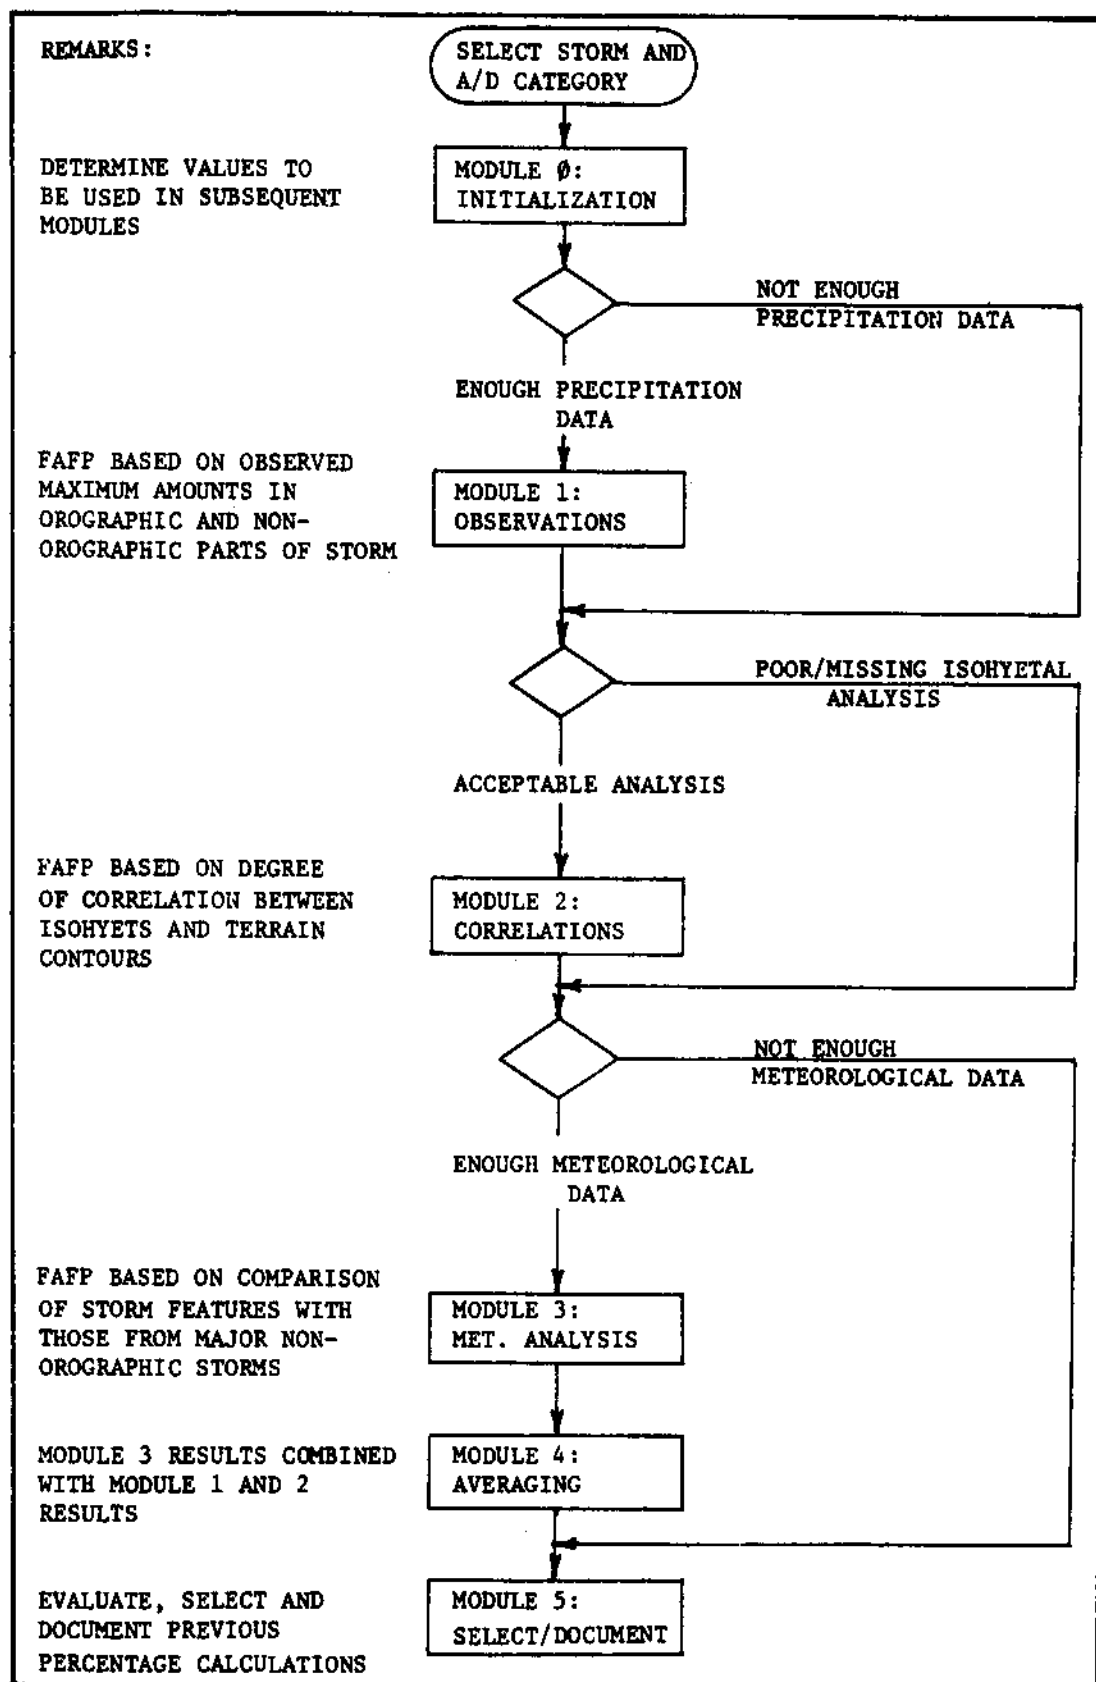 REMARKS:
SELECT STORM AND
A/D CATEGORY
DETERMINE VALUES TO
BE USED IN SUBSEQUENT
MODULES
MODULE Ø:
INITIALIZATION
NOT ENOUGH
PRECIPITATION DATA
ENOUGH PRECIPITATION
DATA
FAFP BASED ON OBSERVED
MAXIMUM AMOUNTS IN
OROGRAPHIC AND NON-
OROGRAPHIC PARTS OF STORM
MODULE 1:
OBSERVATIONS
POOR/MISSING ISOHYETAL
ANALYSIS
ACCEPTABLE ANALYSIS
FAFP BASED ON DEGREE
OF CORRELATION BETWEEN
ISOHYETS AND TERRAIN
CONTOURS
MODULE 2:
CORRELATIONS
NOT ENOUGH
METEOROLOGICAL DATA
ENOUGH METEOROLOGICAL
DATA
FAFP BASED ON COMPARISON
OF STORM FEATURES WITH
THOSE FROM MAJOR NON-
OROGRAPHIC STORMS
MODULE 3:
MET. ANALYSIS
MODULE 3 RESULTS COMBINED
WITH MODULE 1 AND 2
RESULTS
MODULE 4:
AVERAGING
EVALUATE, SELECT AND
DOCUMENT PREVIOUS
PERCENTAGE CALCULATIONS
MODULE 5:
SELECT/DOCUMENT